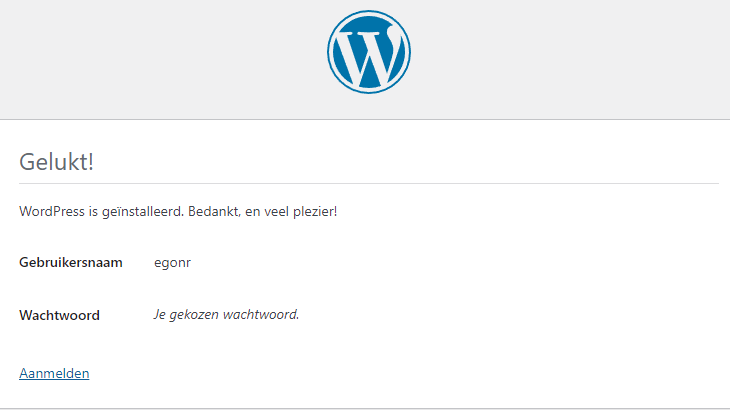 Gelukt!
WordPress is geïnstalleerd. Bedankt, en veel plezier!
Gebruikersnaam egonr
Wachtwoord Je gekozen wachtwoord.
Aanmelden